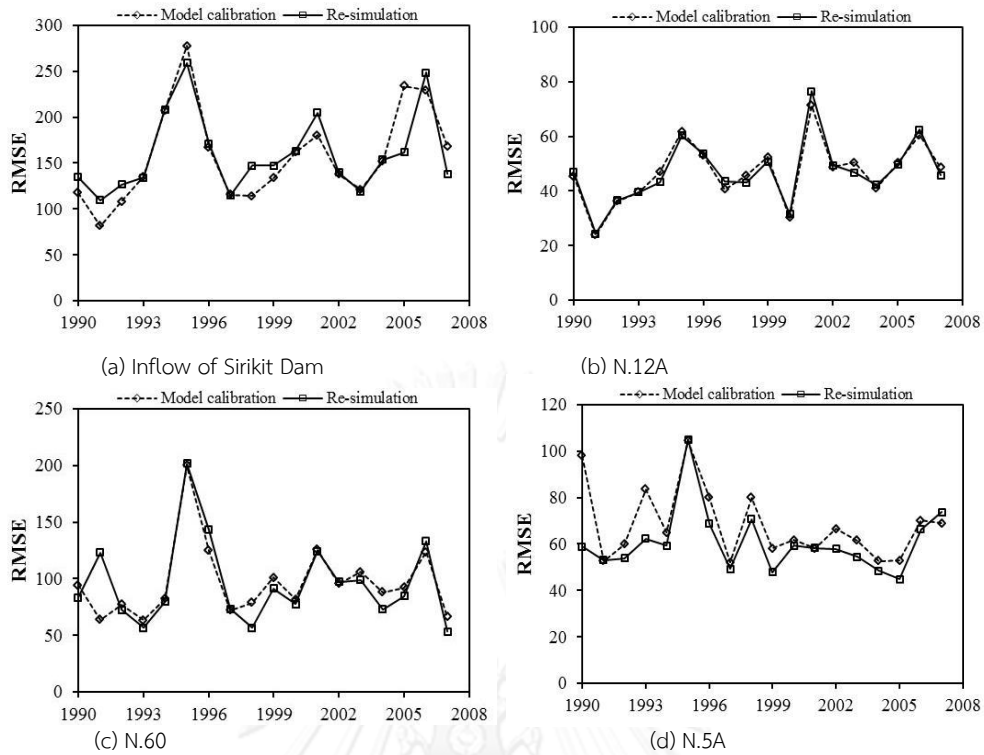 Model calibration Re-simulation
300
250
200
150
100
50
0
RMSE
1990 1993 1996 1999 2002 2005 2008
(a) Inflow of Sirikit Dam
Model calibration Re-simulation
100
80
60
40
20
0
RMSE
1990 1993 1996 1999 2002 2005 2008
(b) N.12A
Model calibration Re-simulation
250
200
150
100
50
0
RMSE
1990 1993 1996 1999 2002 2005 2008
(c) N.60
Model calibration Re-simulation
120
100
80
60
40
20
0
RMSE
1990 1993 1996 1999 2002 2005 2008
(d) N.5A